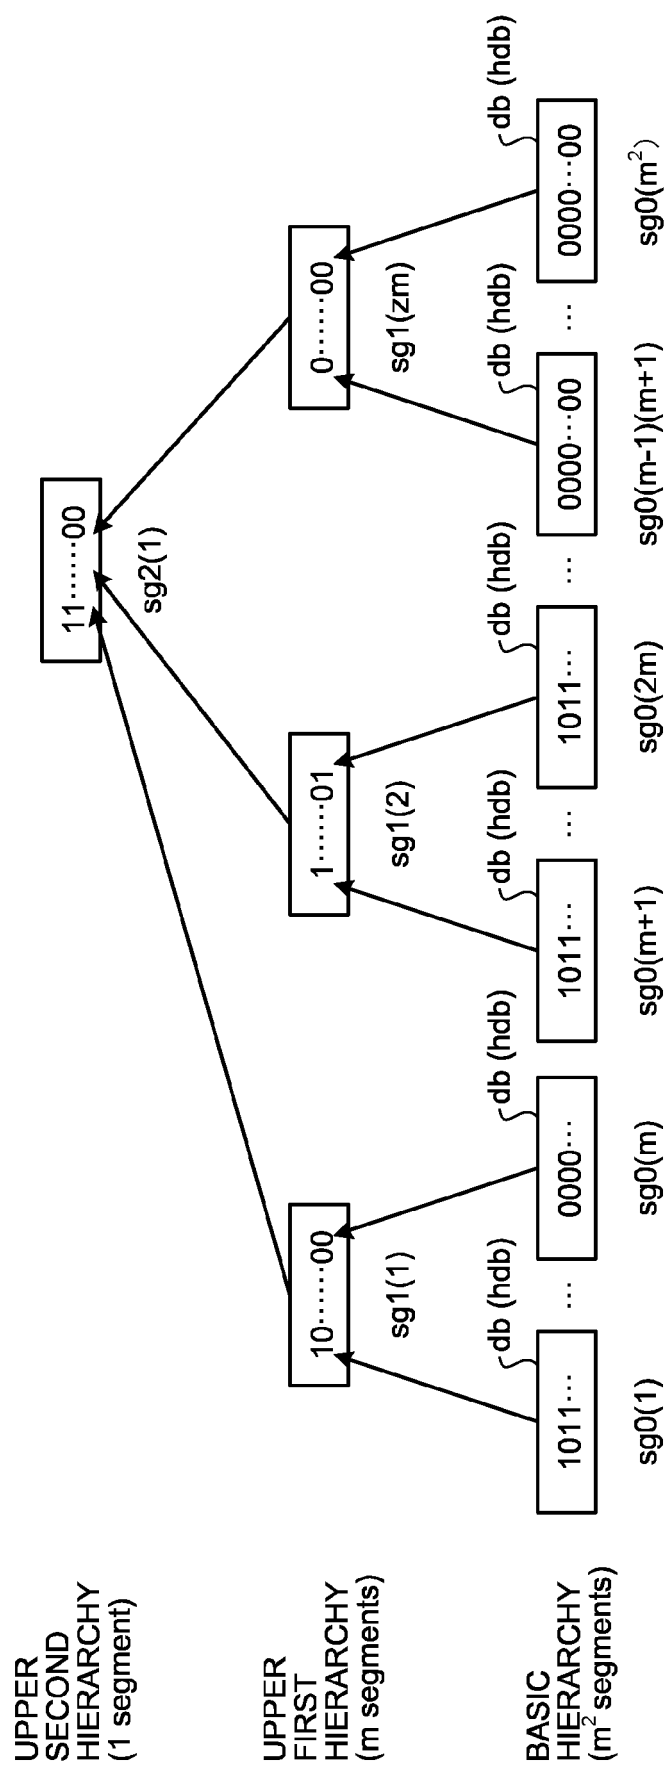 UPPER
SECOND
HIERARCHY
(1 segment)
11······00
sg2(1)
UPPER
FIRST
HIERARCHY
(m segments)
10······00
sg1(1)
1······01
sg1(2)
0······00
sg1(zm)
BASIC
HIERARCHY
(m² segments)
1011···
db (hdb)
sg0(1)
···
0000···
db (hdb)
sg0(m)
1011···
db (hdb)
sg0(m+1)
···
1011···
db (hdb)
sg0(2m)
···
0000···00
db (hdb)
sg0(m-1)(m+1)
···
0000···00
db (hdb)
sg0(m²)